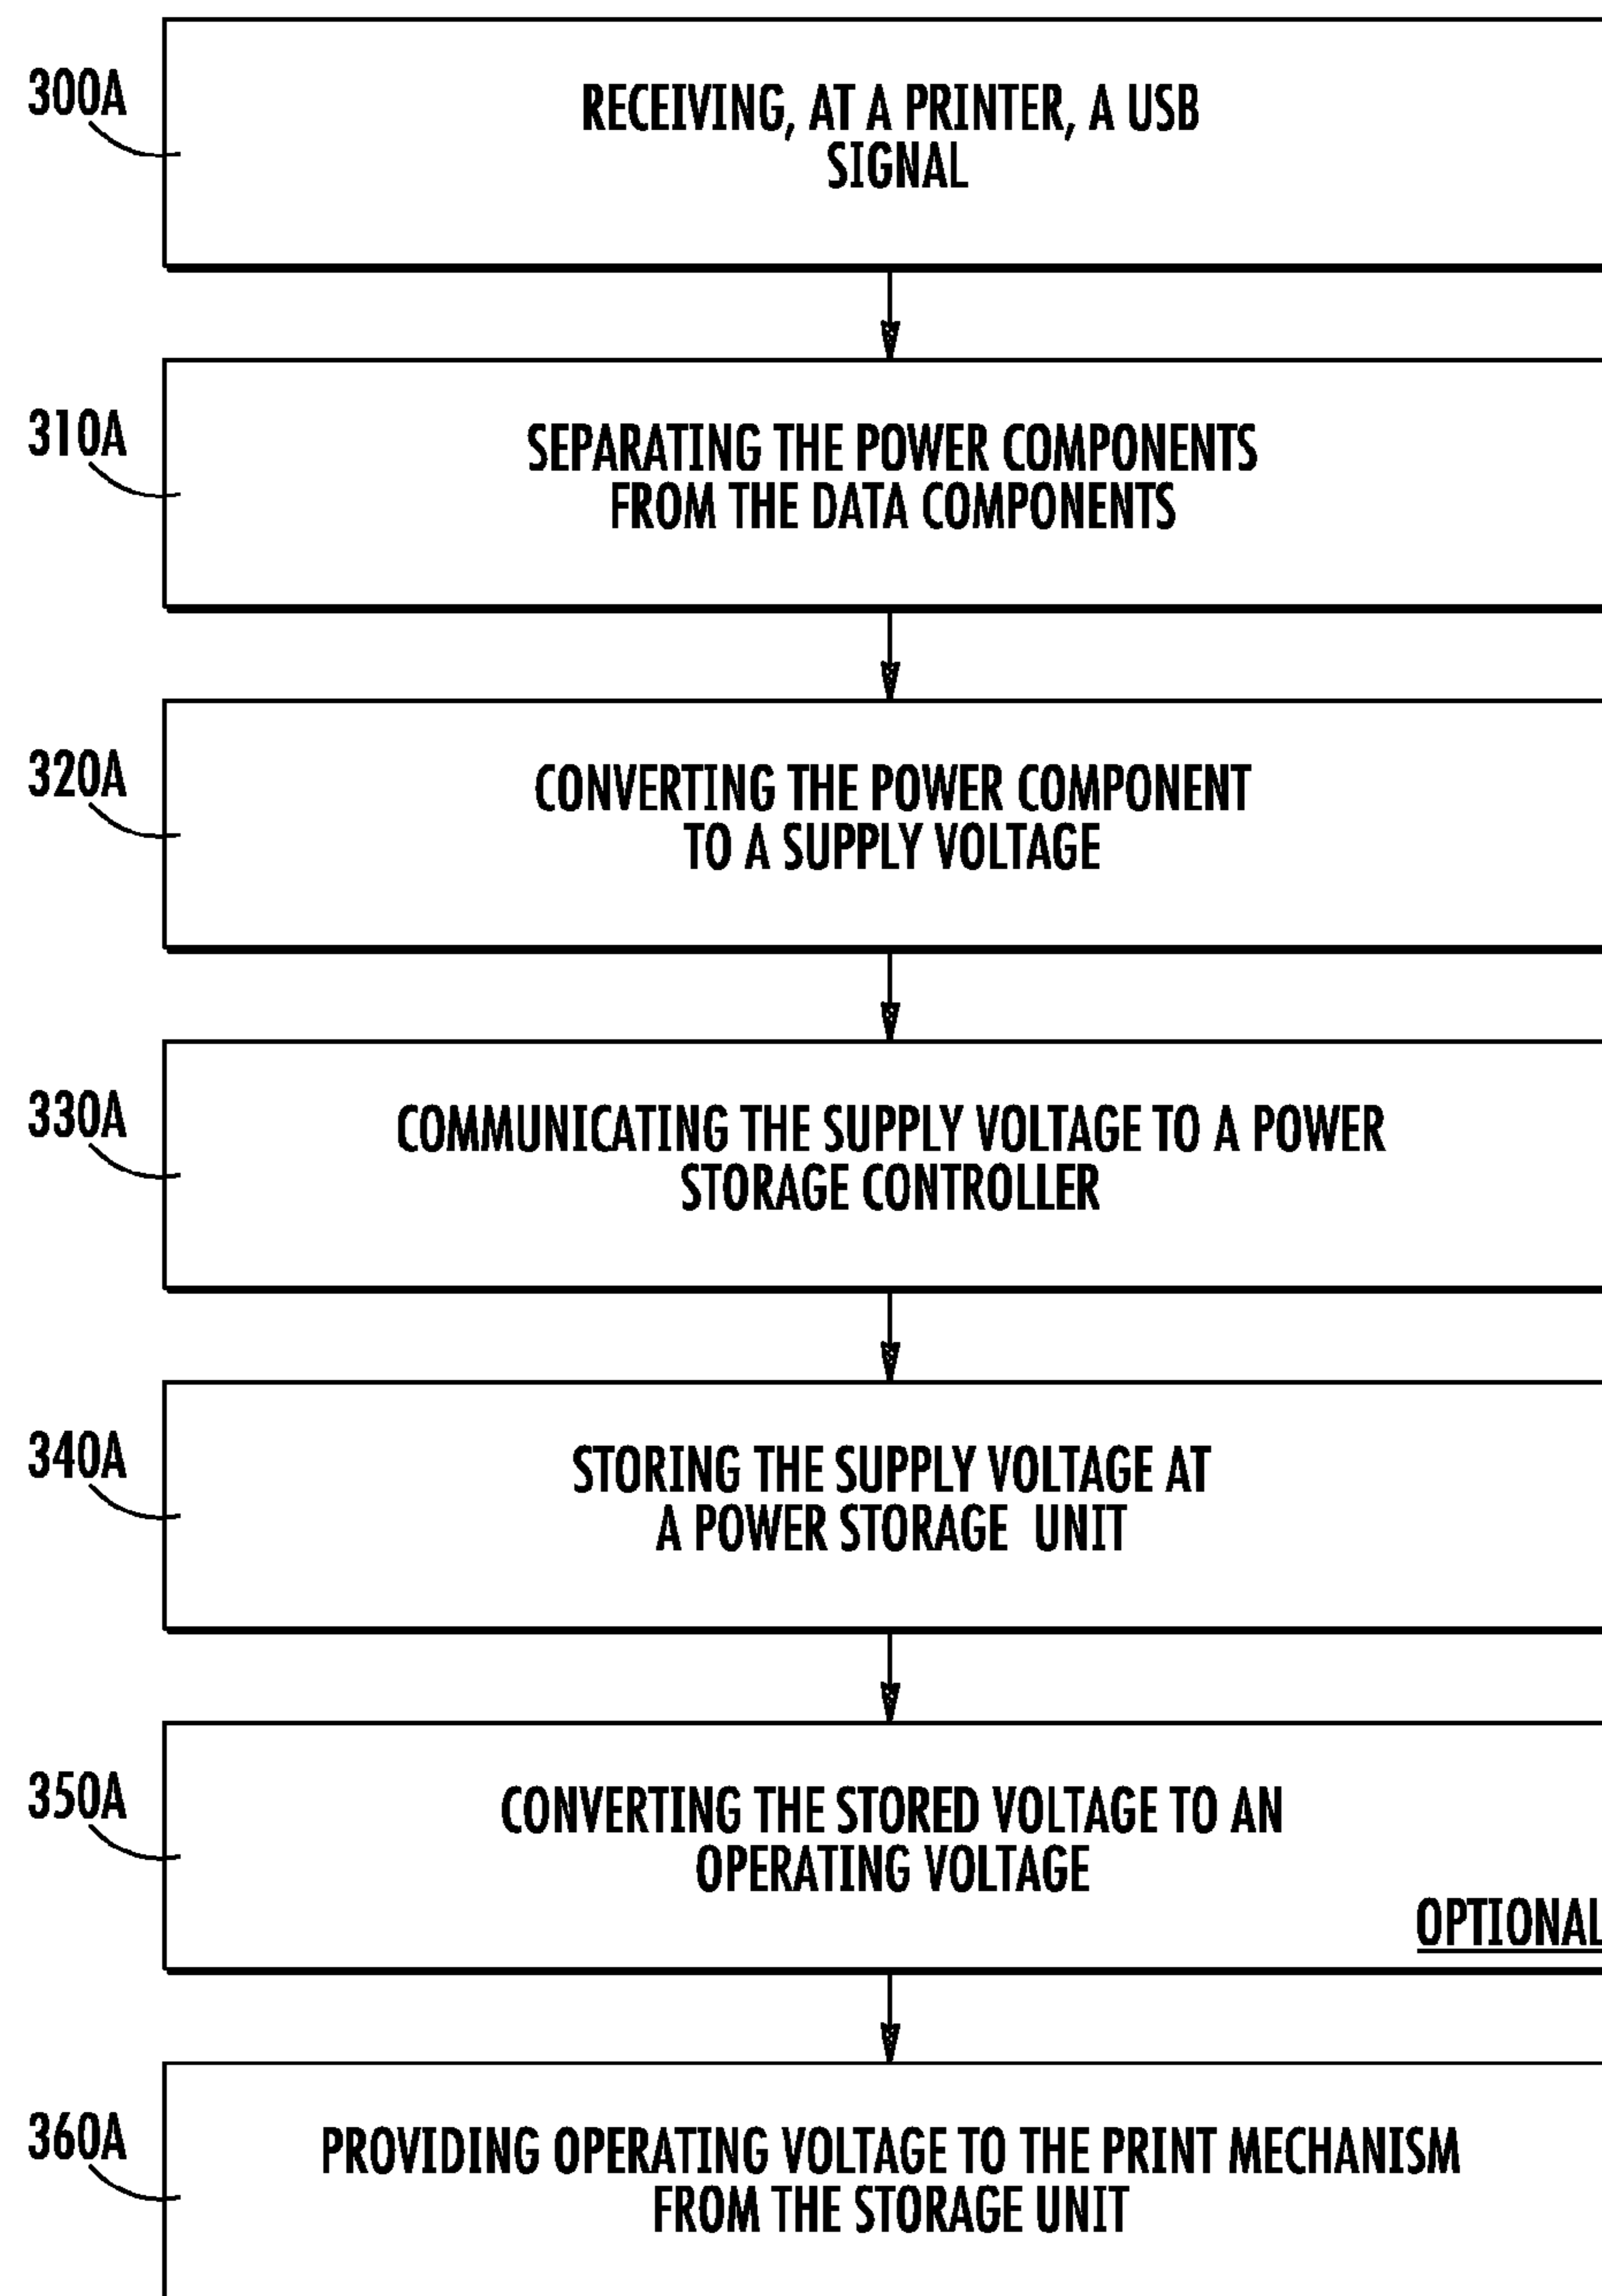 300A
RECEIVING, AT A PRINTER, A USB
SIGNAL
310A
SEPARATING THE POWER COMPONENTS
FROM THE DATA COMPONENTS
320A
CONVERTING THE POWER COMPONENT
TO A SUPPLY VOLTAGE
330A
COMMUNICATING THE SUPPLY VOLTAGE TO A POWER
STORAGE CONTROLLER
340A
STORING THE SUPPLY VOLTAGE AT
A POWER STORAGE UNIT
350A
CONVERTING THE STORED VOLTAGE TO AN
OPERATING VOLTAGE
OPTIONAL
360A
PROVIDING OPERATING VOLTAGE TO THE PRINT MECHANISM
FROM THE STORAGE UNIT